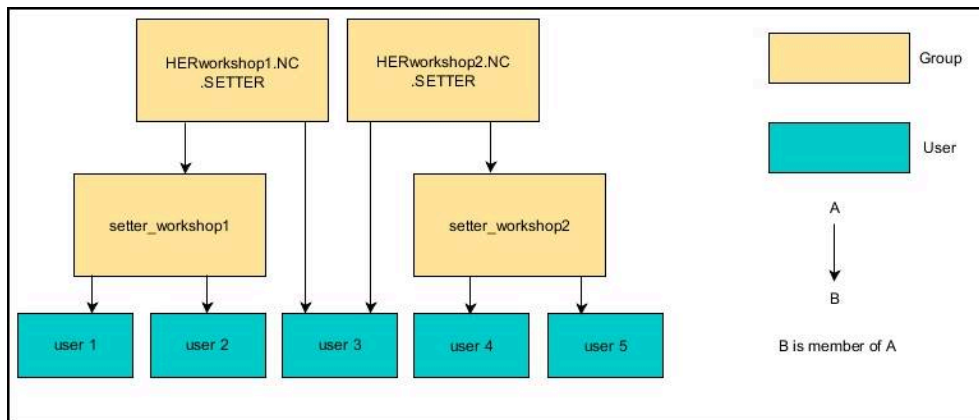 HERworkshop1.NC
.SETTER
HERworkshop2.NC
.SETTER
Group
User
setter_workshop1
setter_workshop2
A
B
user 1
user 2
user 3
user 4
user 5
B is member of A